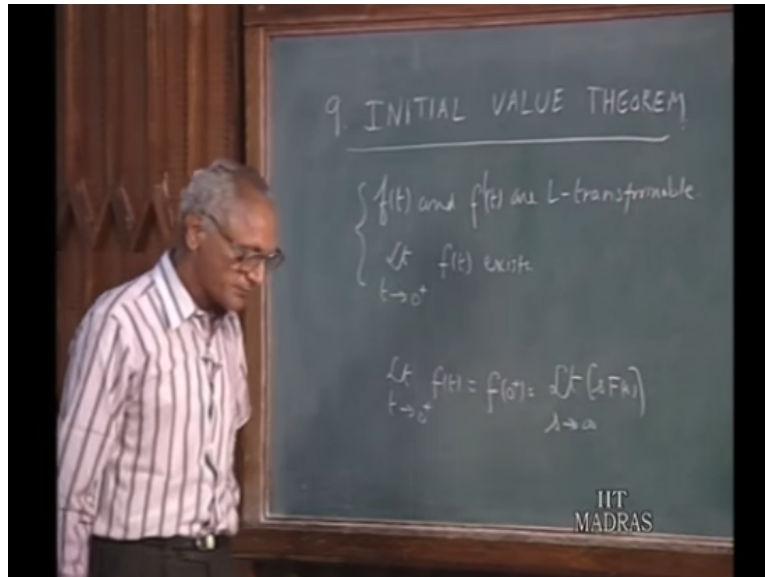 9. INITIAL VALUE THEOREM
f(t) and f'(t) are L-transformable.
Lt f(t) exists
t→0⁺
Lt f(t) = f(0⁺) = Lt (sF(s))
t→0⁺ s→∞
IIT
MADRAS